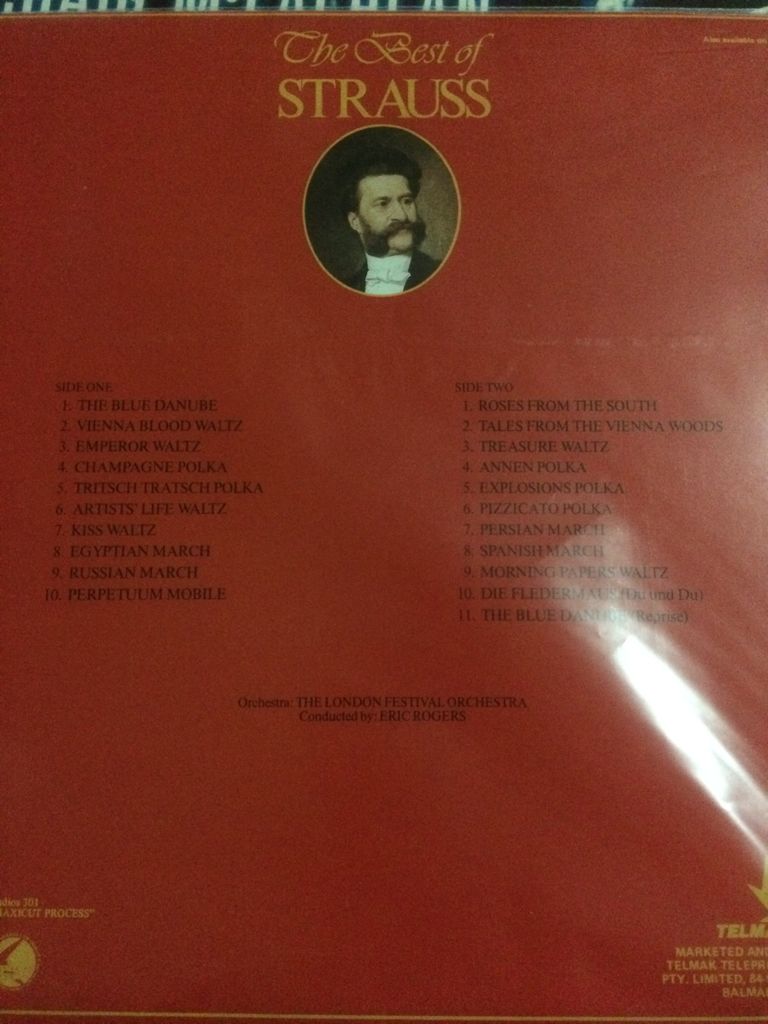 The Best of
STRAUSS
Also available on
SIDE ONE
1. THE BLUE DANUBE
2. VIENNA BLOOD WALTZ
3. EMPEROR WALTZ
4. CHAMPAGNE POLKA
5. TRITSCH TRATSCH POLKA
6. ARTISTS' LIFE WALTZ
7. KISS WALTZ
8. EGYPTIAN MARCH
9. RUSSIAN MARCH
10. PERPETUUM MOBILE
SIDE TWO
1. ROSES FROM THE SOUTH
2. TALES FROM THE VIENNA WOODS
3. TREASURE WALTZ
4. ANNEN POLKA
5. EXPLOSIONS POLKA
6. PIZZICATO POLKA
7. PERSIAN MARCH
8. SPANISH MARCH
9. MORNING PAPERS WALTZ
10. DIE FLEDERMAUS (Du und Du)
11. THE BLUE DANUBE (Reprise)
Orchestra: THE LONDON FESTIVAL ORCHESTRA
Conducted by: ERIC ROGERS
301
PROCESS"
MARKETED
TELMAK
PTY. LIMITED, 84